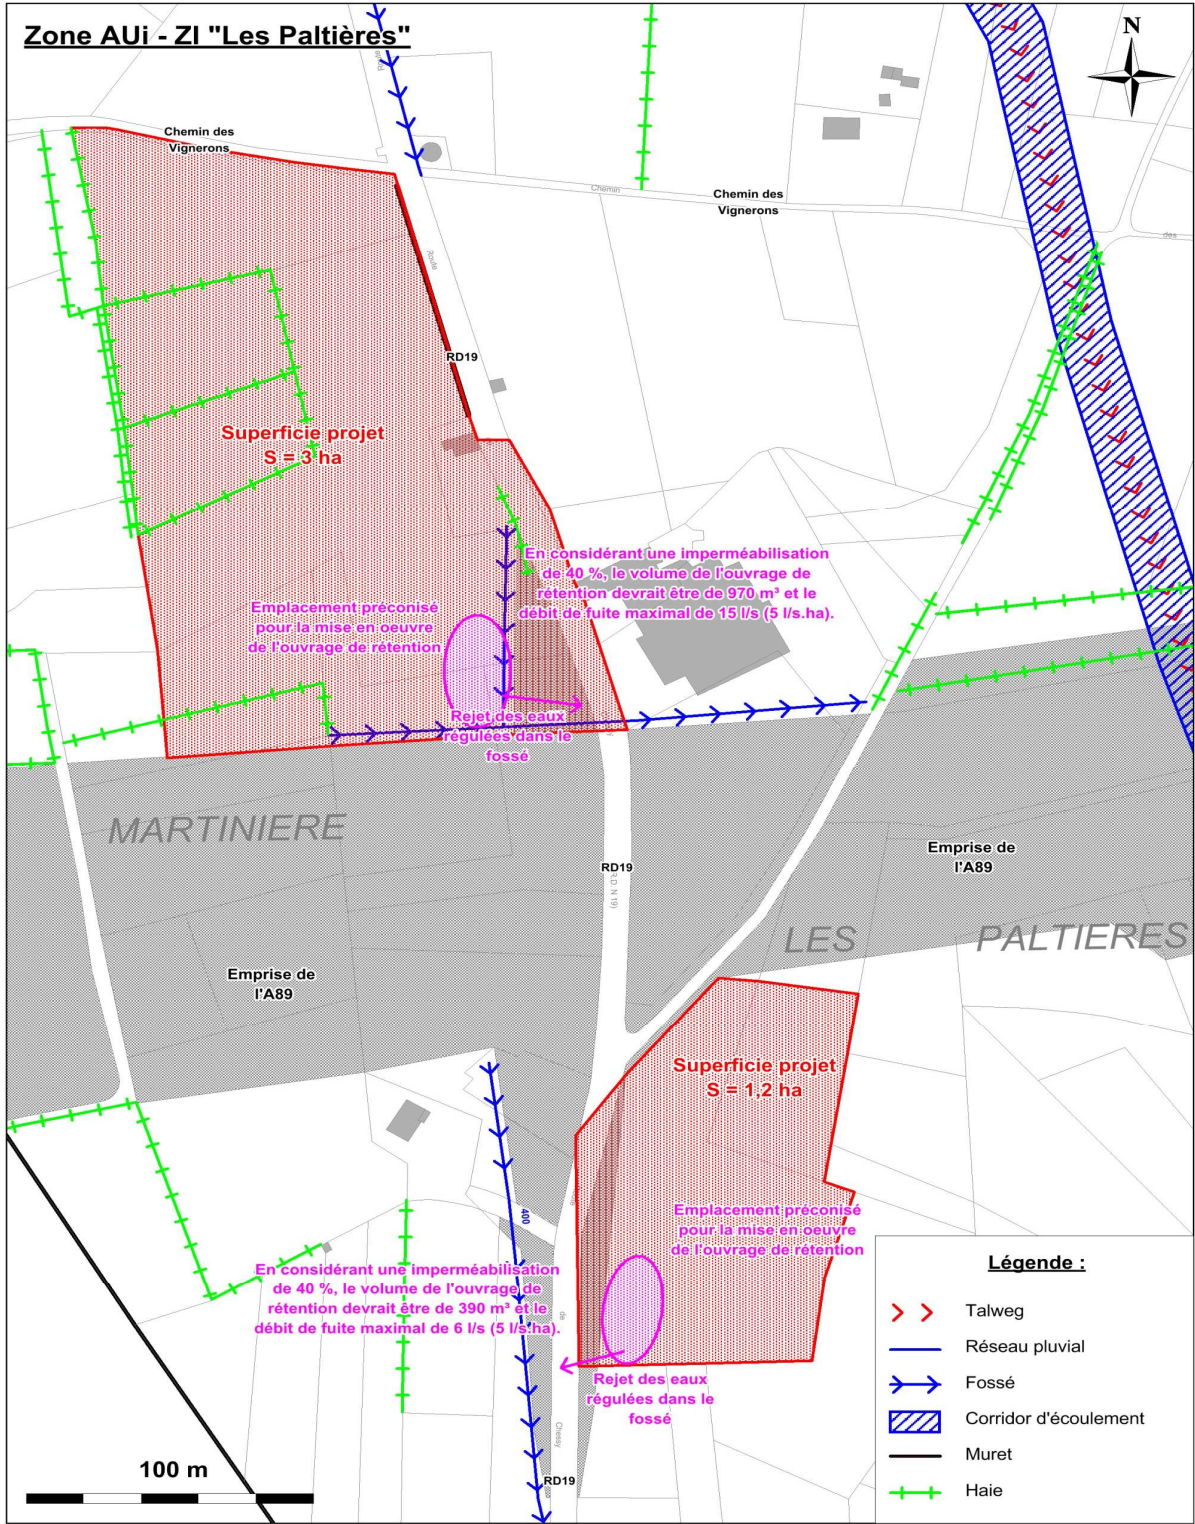 Zone AUi - ZI "Les Paltières"
N
Route
Chemin des
Vignerons
Chemin
Chemin des
Vignerons
des
Route
RD19
Superficie projet
S = 3 ha
En considérant une imperméabilisation
de 40 %, le volume de l'ouvrage de
rétention devrait être de 970 m³ et le
débit de fuite maximal de 15 l/s (5 l/s.ha).
Emplacement préconisé
pour la mise en oeuvre
de l'ouvrage de rétention
Rejet des eaux
régulées dans le
fossé
MARTINIERE
RD19
(R.D. N 19)
Emprise de
l'A89
LES PALTIERES
Emprise de
l'A89
Superficie projet
S = 1,2 ha
400
Emplacement préconisé
pour la mise en oeuvre
de l'ouvrage de rétention
En considérant une imperméabilisation
de 40 %, le volume de l'ouvrage de
rétention devrait être de 390 m³ et le
débit de fuite maximal de 6 l/s (5 l/s.ha).
de
Rejet des eaux
régulées dans le
fossé
Chessy
RD19
100 m
Légende :
Talweg
Réseau pluvial
Fossé
Corridor d'écoulement
Muret
Haie